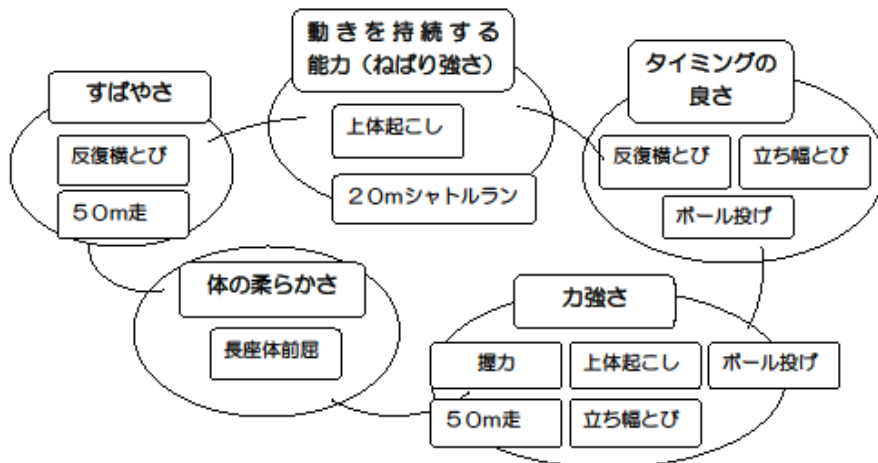 動きを持続する
能力（ねばり強さ）
上体起こし
20mシャトルラン
すばやさ
反復横とび
50m走
タイミングの
良さ
反復横とび
立ち幅とび
ボール投げ
体の柔らかさ
長座体前屈
力強さ
握力
上体起こし
ボール投げ
50m走
立ち幅とび